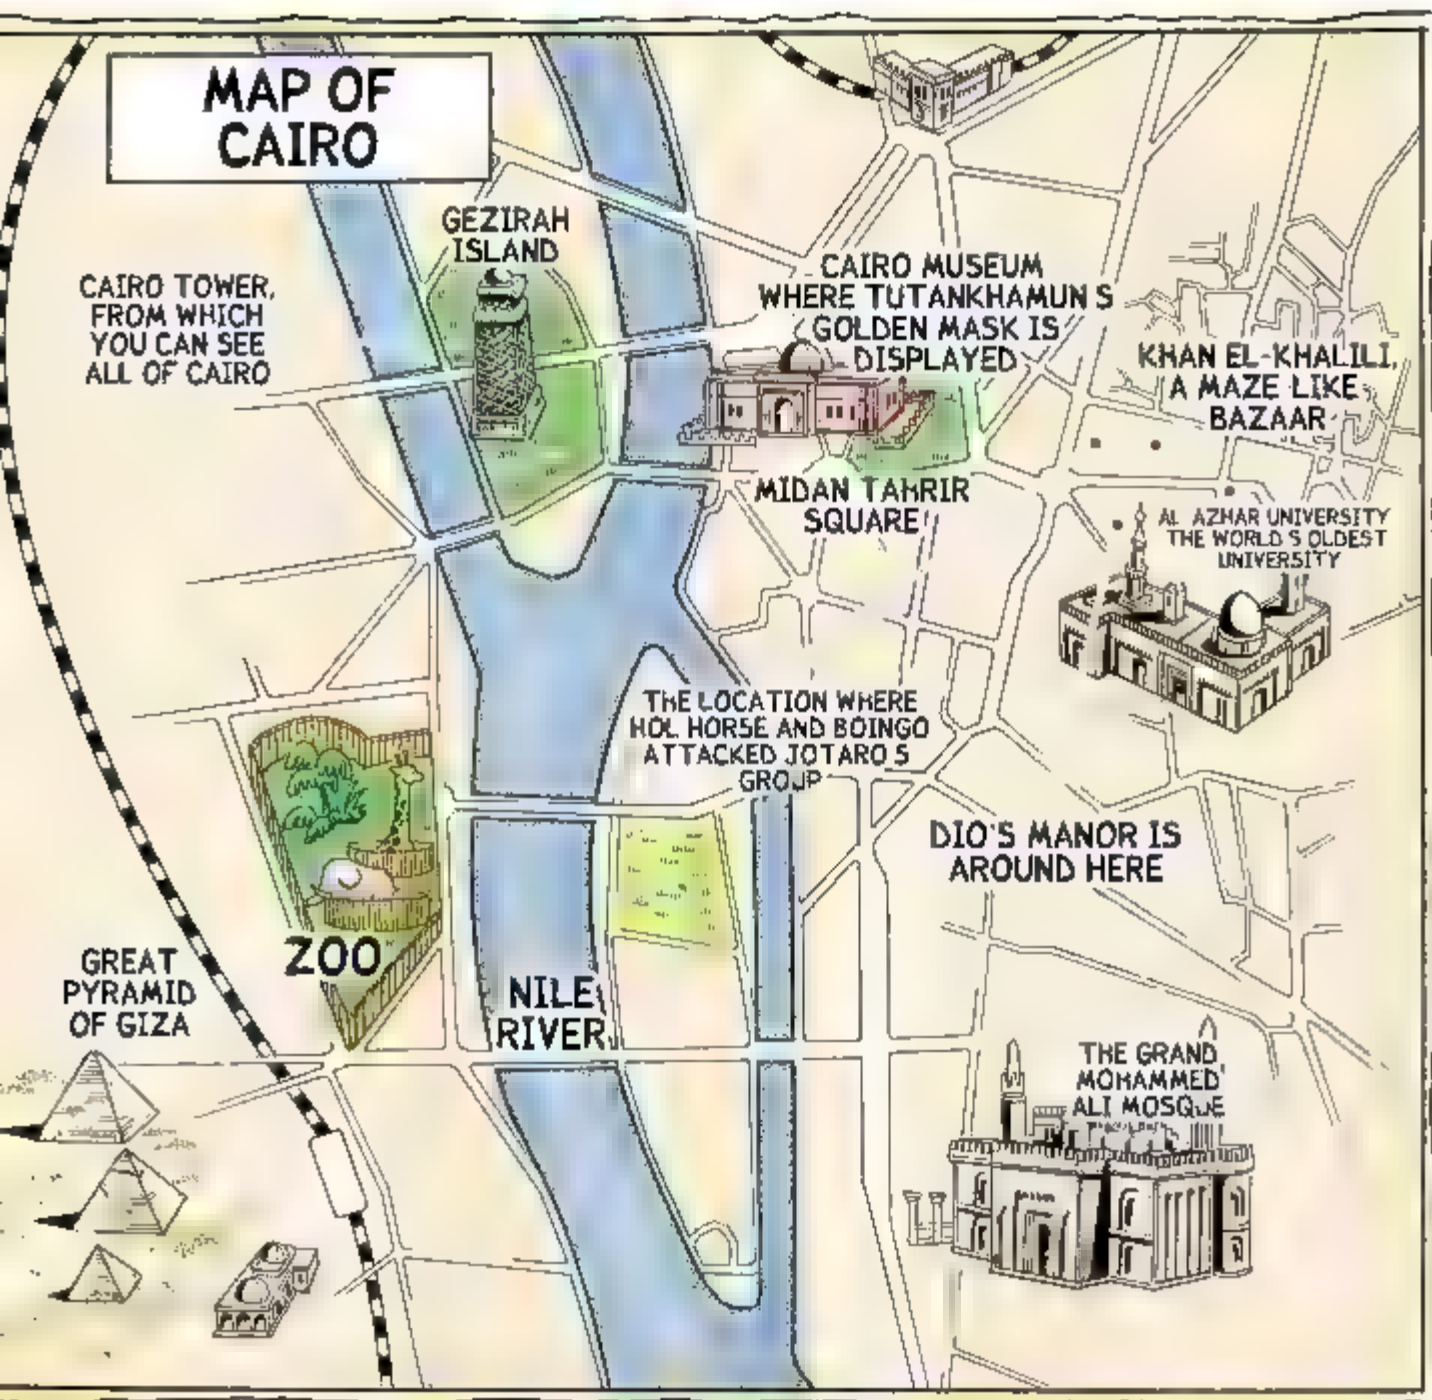 MAP OF
CAIRO
GEZIRAH
ISLAND
CAIRO TOWER,
FROM WHICH
YOU CAN SEE
ALL OF CAIRO
CAIRO MUSEUM
WHERE TUTANKHAMUN S
GOLDEN MASK IS
DISPLAYED
KHAN EL-KHALILI,
A MAZE LIKE
BAZAAR
MIDAN TAHRIR
SQUARE
AL AZHAR UNIVERSITY
THE WORLD S OLDEST
UNIVERSITY
THE LOCATION WHERE
HOL HORSE AND BOINGO
ATTACKED JOTARO S
GROUP
DIO'S MANOR IS
AROUND HERE
ZOO
GREAT
PYRAMID
OF GIZA
NILE
RIVER
THE GRAND
MOHAMMED
ALI MOSQUE